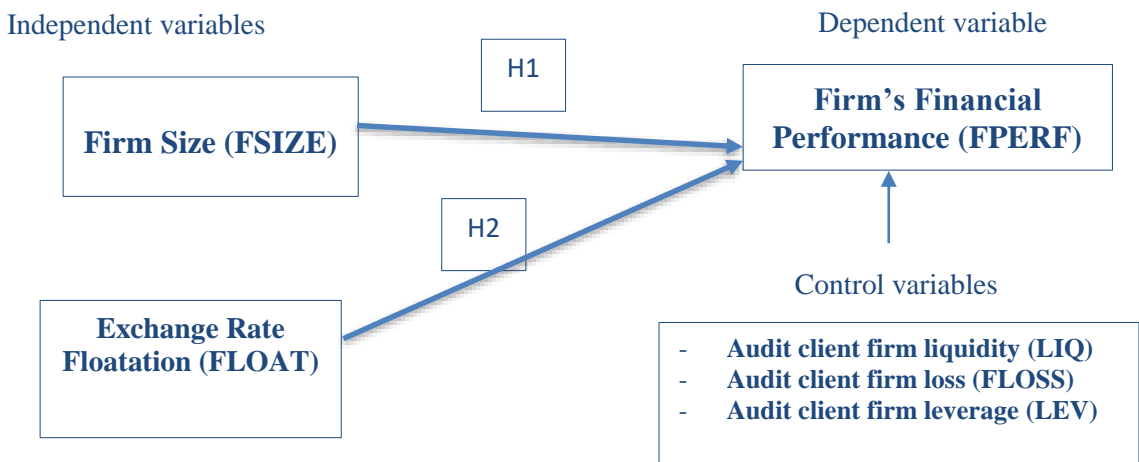 Independent variables
Dependent variable
H1
Firm Size (FSIZE)
Firm's Financial
Performance (FPERF)
H2
Exchange Rate
Floatation (FLOAT)
Control variables
- Audit client firm liquidity (LIQ)
- Audit client firm loss (FLOSS)
- Audit client firm leverage (LEV)